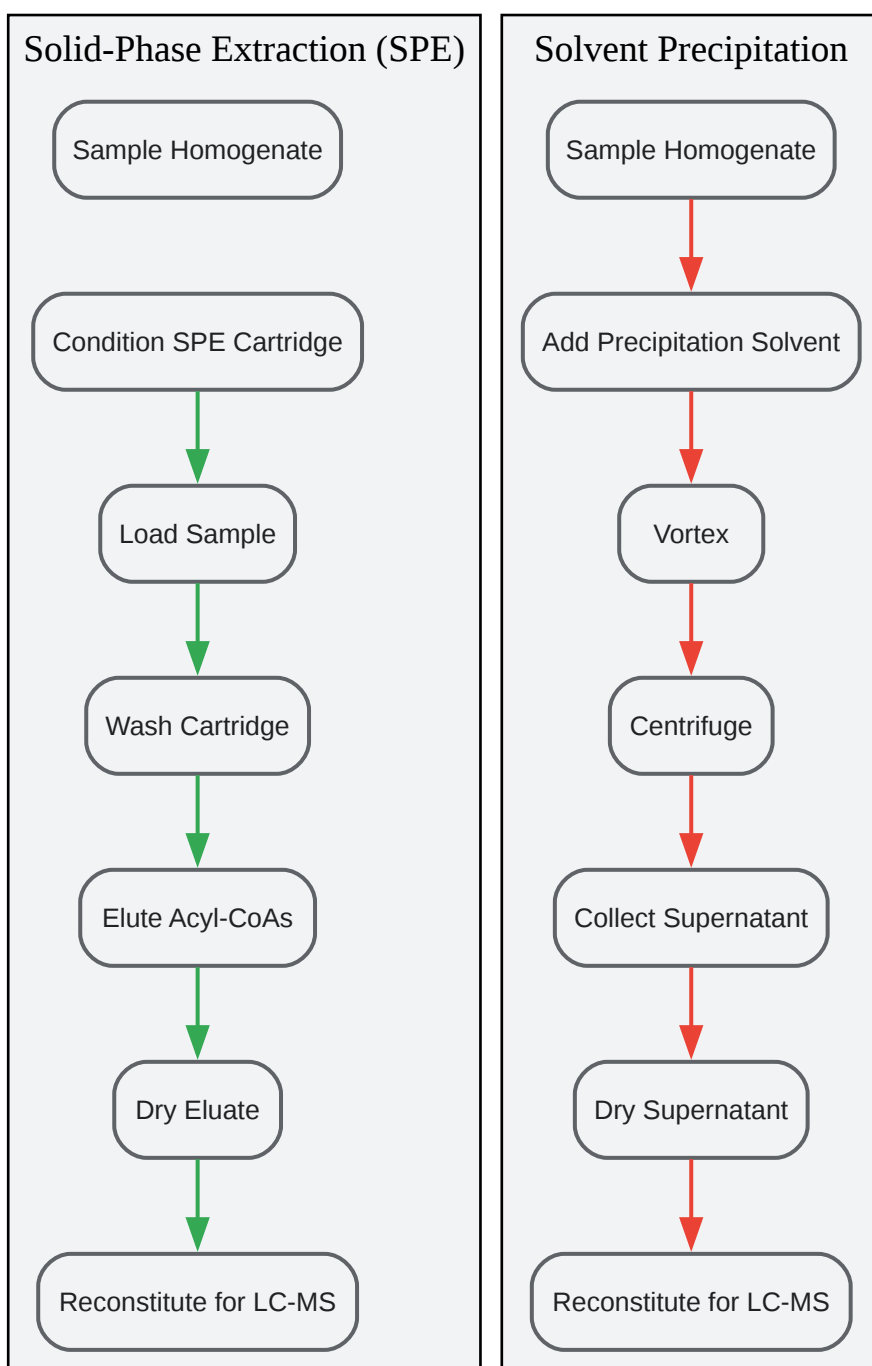 Solid-Phase Extraction (SPE)
Sample Homogenate
Condition SPE Cartridge
Load Sample
Wash Cartridge
Elute Acyl-CoAs
Dry Eluate
Reconstitute for LC-MS
Solvent Precipitation
Sample Homogenate
Add Precipitation Solvent
Vortex
Centrifuge
Collect Supernatant
Dry Supernatant
Reconstitute for LC-MS